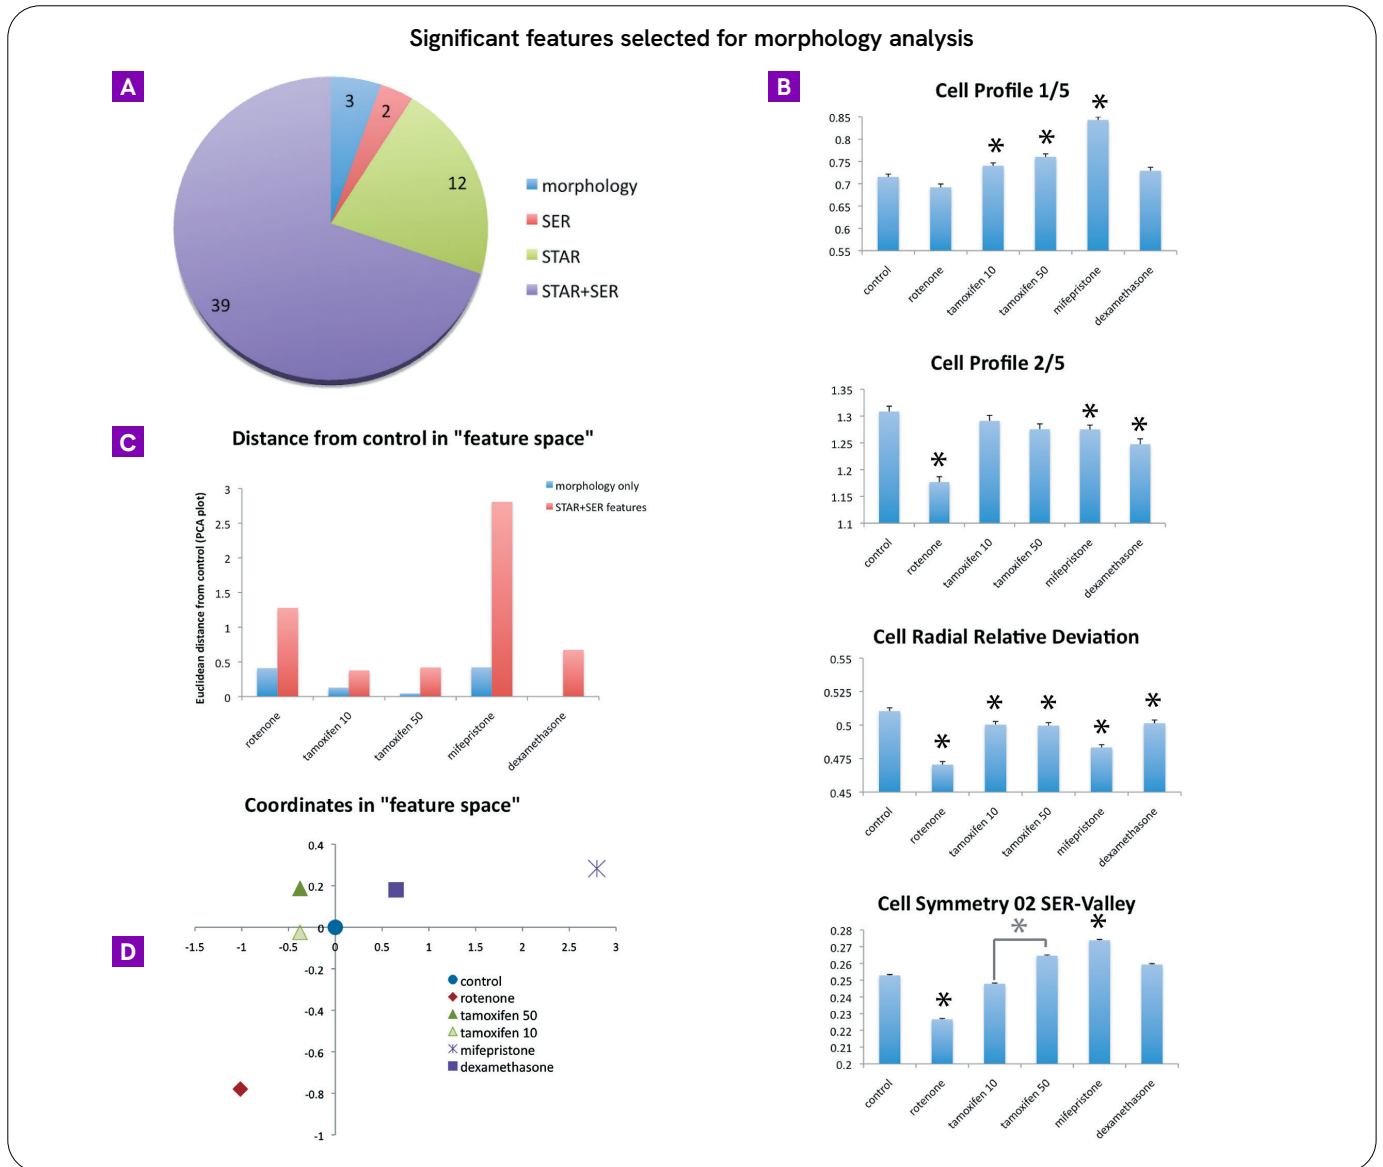 Significant features selected for morphology analysis
A
3
2
12
39
morphology
SER
STAR
STAR+SER
B
Cell Profile 1/5
0.85
0.8
0.75
0.7
0.65
0.6
0.55
*
*
*
control
rotenone
tamoxifen 10
tamoxifen 50
mifepristone
dexamethasone
Cell Profile 2/5
1.35
1.3
1.25
1.2
1.15
1.1
*
*
*
control
rotenone
tamoxifen 10
tamoxifen 50
mifepristone
dexamethasone
Cell Radial Relative Deviation
0.55
0.525
0.5
0.475
0.45
*
*
*
*
*
control
rotenone
tamoxifen 10
tamoxifen 50
mifepristone
dexamethasone
Cell Symmetry 02 SER-Valley
0.28
0.27
0.26
0.25
0.24
0.23
0.22
0.21
0.2
*
*
*
control
rotenone
tamoxifen 10
tamoxifen 50
mifepristone
dexamethasone
C
Distance from control in "feature space"
Euclidean distance from control (PCA plot)
3
2.5
2
1.5
1
0.5
0
morphology only
STAR+SER features
rotenone
tamoxifen 10
tamoxifen 50
mifepristone
dexamethasone
D
Coordinates in "feature space"
0.4
0.2
0
-0.2
-0.4
-0.6
-0.8
-1
-1.5
-1
-0.5
0
0.5
1
1.5
2
2.5
3
control
rotenone
tamoxifen 50
tamoxifen 10
mifepristone
dexamethasone